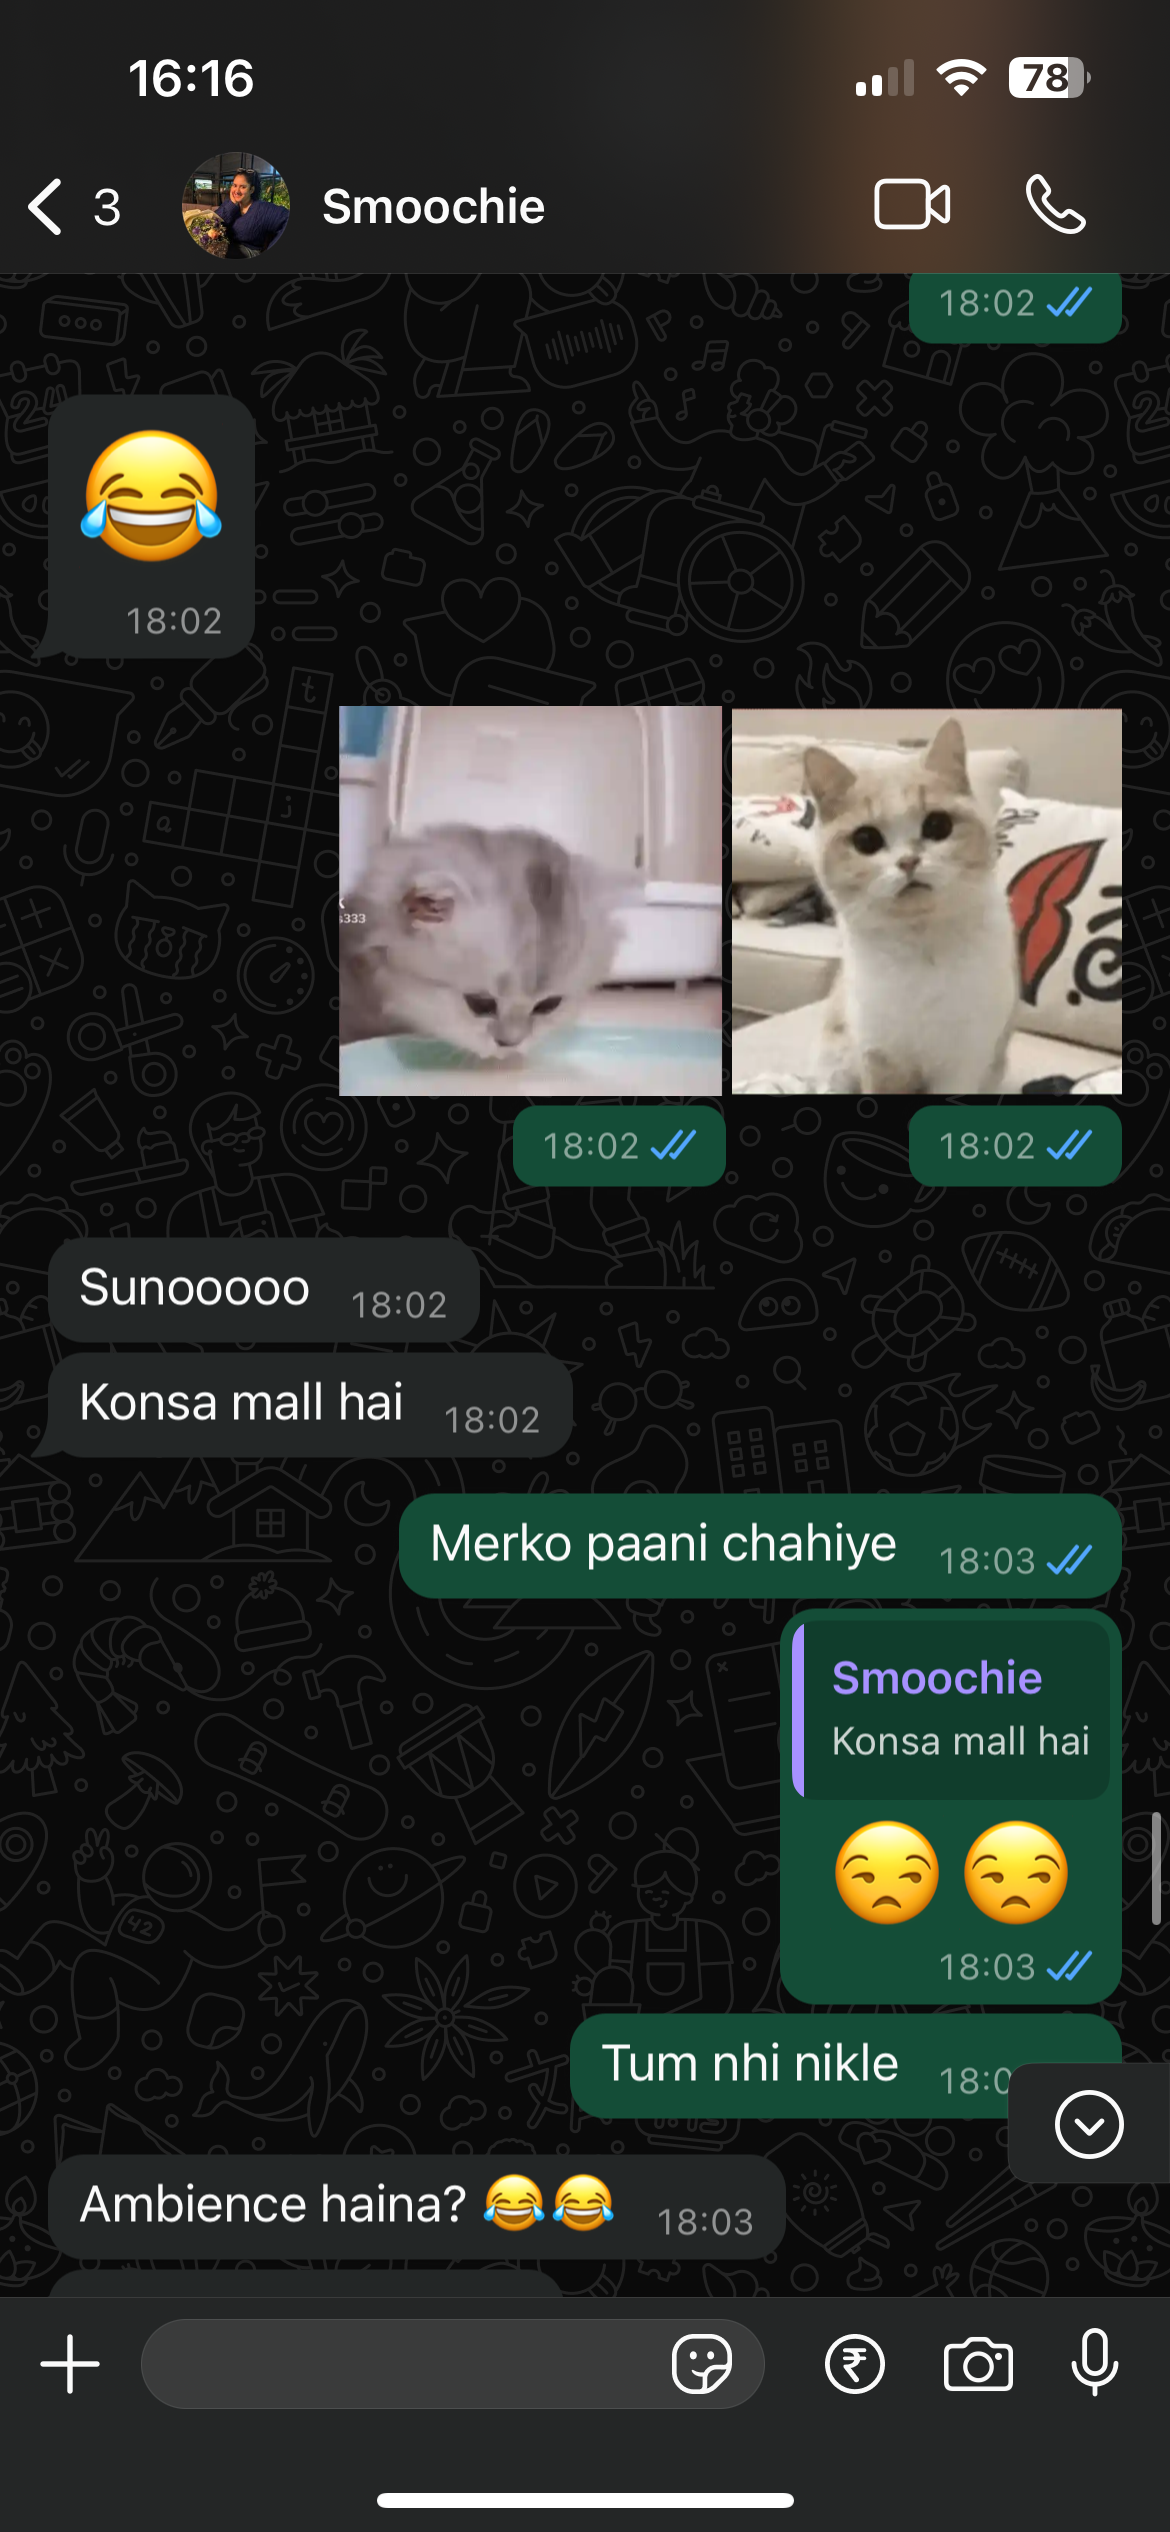 16:16
78
3
Smoochie
18:02
18:02
333
18:02
18:02
Sunooooo 18:02
Konsa mall hai 18:02
Merko paani chahiye 18:03
Smoochie
Konsa mall hai
😒 😒
18:03
Tum nhi nikle 18:0
Ambience haina? 😂😂 18:03